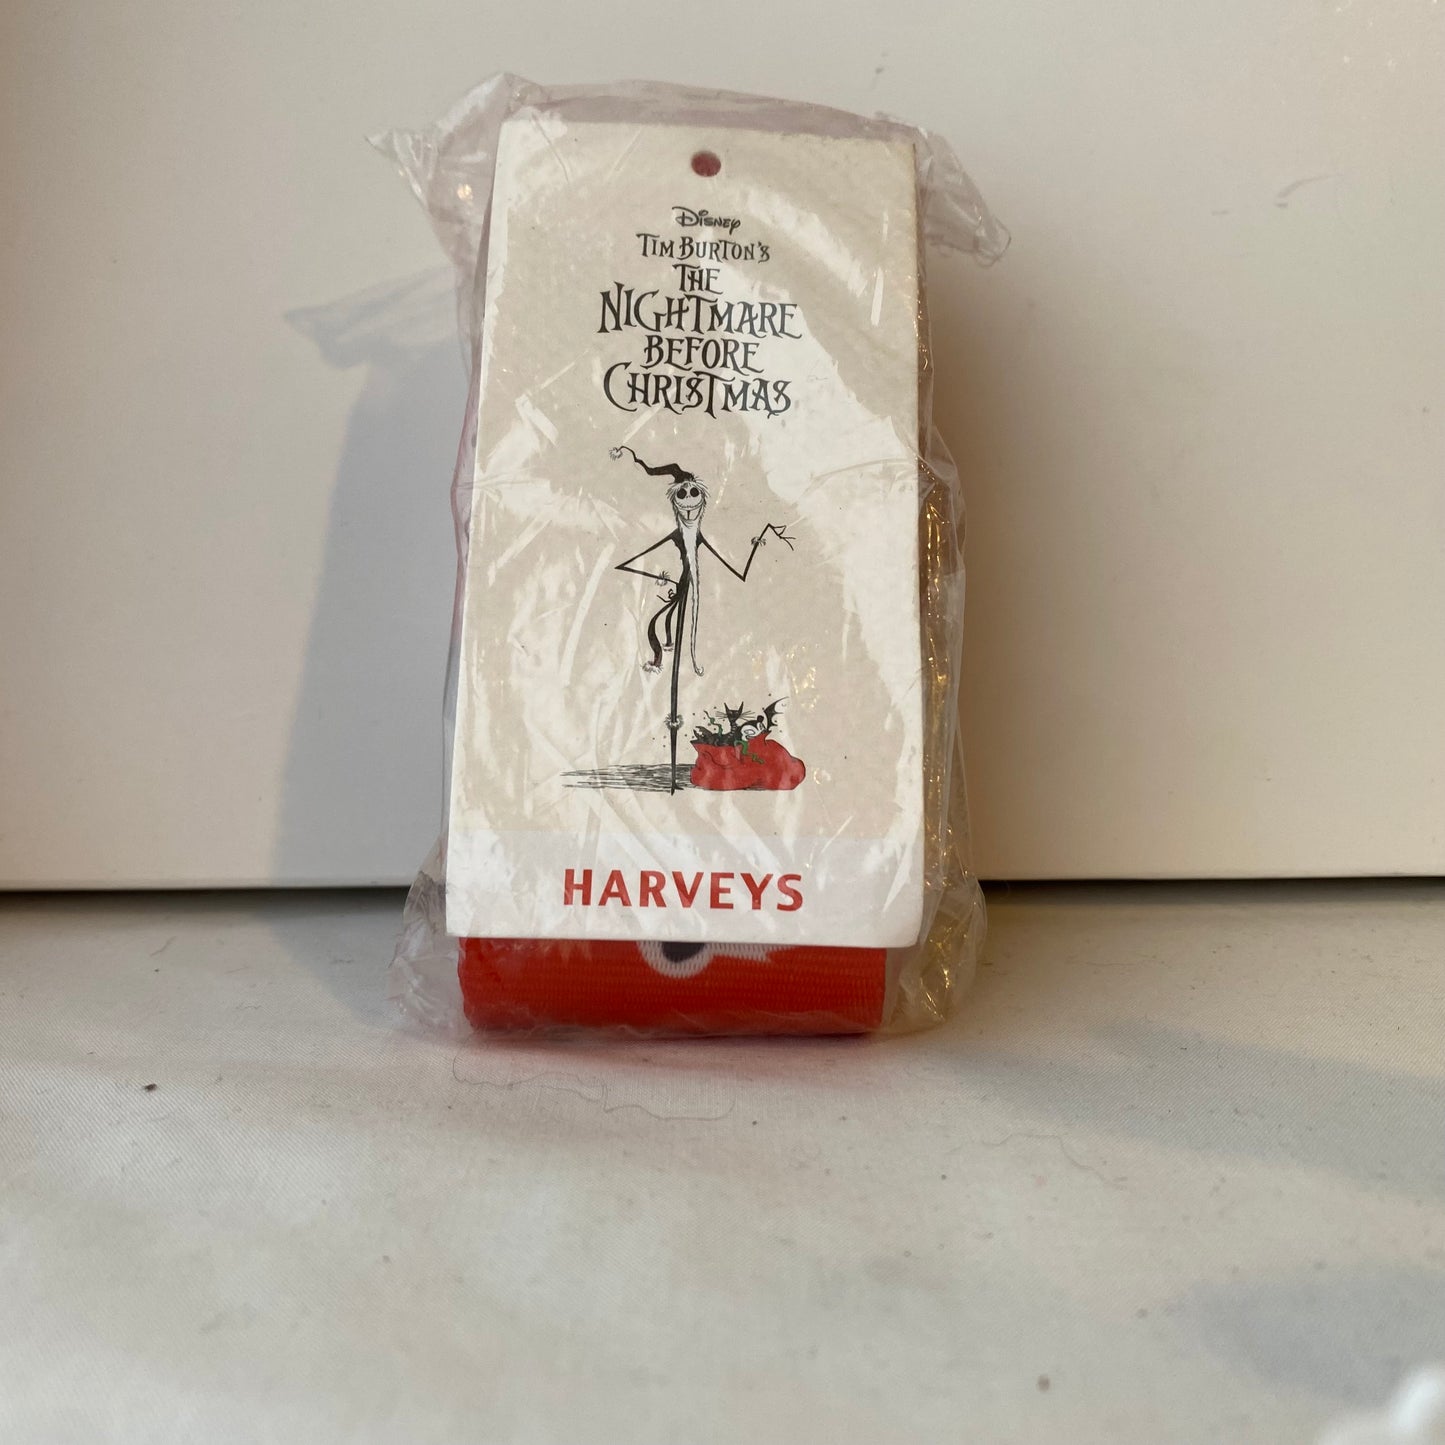 Disney
TIM BURTON'S
THE
NIGHTMARE
BEFORE
CHRISTMAS
HARVEYS